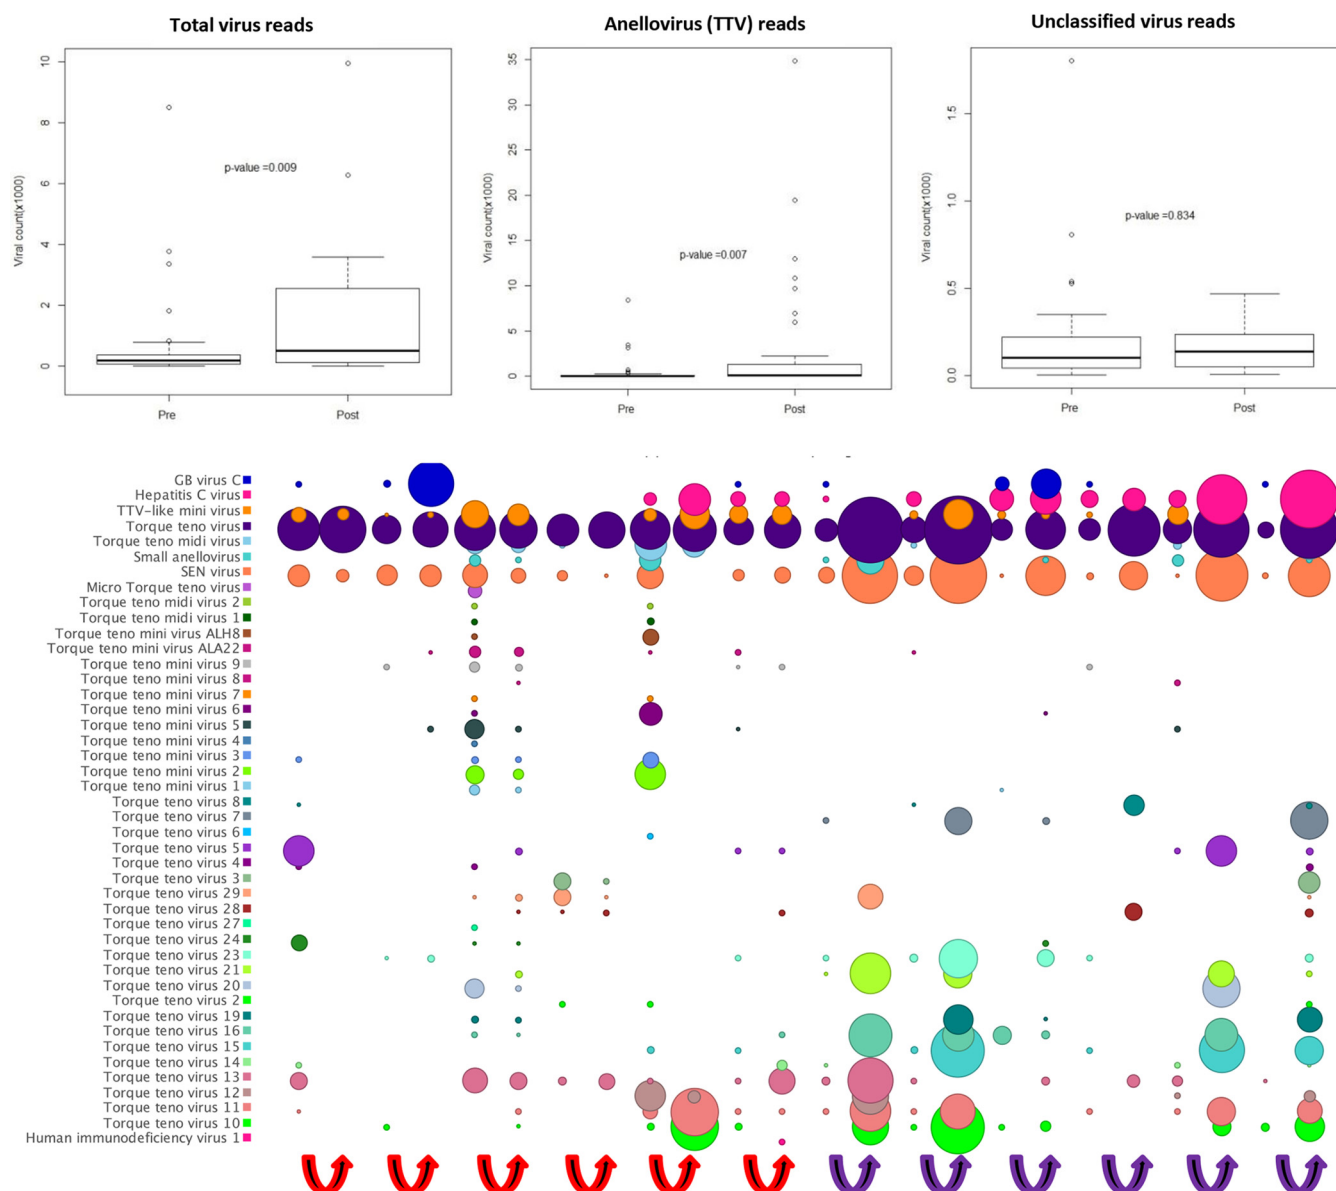 Total virus reads
Anellovirus (TTV) reads
Unclassified virus reads
Viral count(x1000)
10
8
6
4
2
0
p-value =0.009
Pre
Post
Viral count(x1000)
35
30
25
20
15
10
5
0
p-value =0.007
Pre
Post
Viral count(x1000)
1.5
1.0
0.5
0.0
p-value =0.834
Pre
Post
GB virus C
Hepatitis C virus
TTV-like mini virus
Torque teno virus
Torque teno midi virus
Small anellovirus
SEN virus
Micro Torque teno virus
Torque teno midi virus 2
Torque teno midi virus 1
Torque teno mini virus ALH8
Torque teno mini virus ALA22
Torque teno mini virus 9
Torque teno mini virus 8
Torque teno mini virus 7
Torque teno mini virus 6
Torque teno mini virus 5
Torque teno mini virus 4
Torque teno mini virus 3
Torque teno mini virus 2
Torque teno mini virus 1
Torque teno virus 8
Torque teno virus 7
Torque teno virus 6
Torque teno virus 5
Torque teno virus 4
Torque teno virus 3
Torque teno virus 29
Torque teno virus 28
Torque teno virus 27
Torque teno virus 24
Torque teno virus 23
Torque teno virus 21
Torque teno virus 20
Torque teno virus 2
Torque teno virus 19
Torque teno virus 16
Torque teno virus 15
Torque teno virus 14
Torque teno virus 13
Torque teno virus 12
Torque teno virus 11
Torque teno virus 10
Human immunodeficiency virus 1